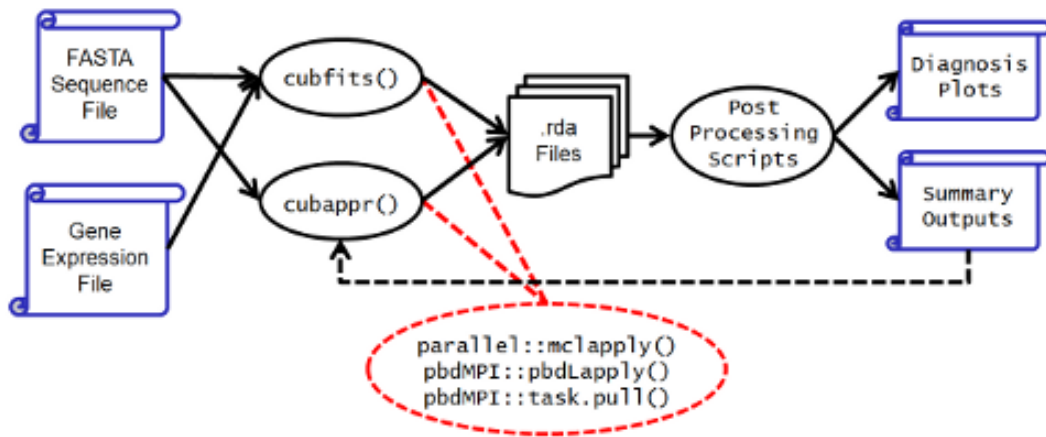 FASTA
Sequence
File
Gene
Expression
File
cubfits()
cubappr()
.rda
Files
Post
Processing
Scripts
Diagnosis
Plots
Summary
Outputs
parallel::mclapply()
pbdMPI::pbdLapply()
pbdMPI::task.pull()